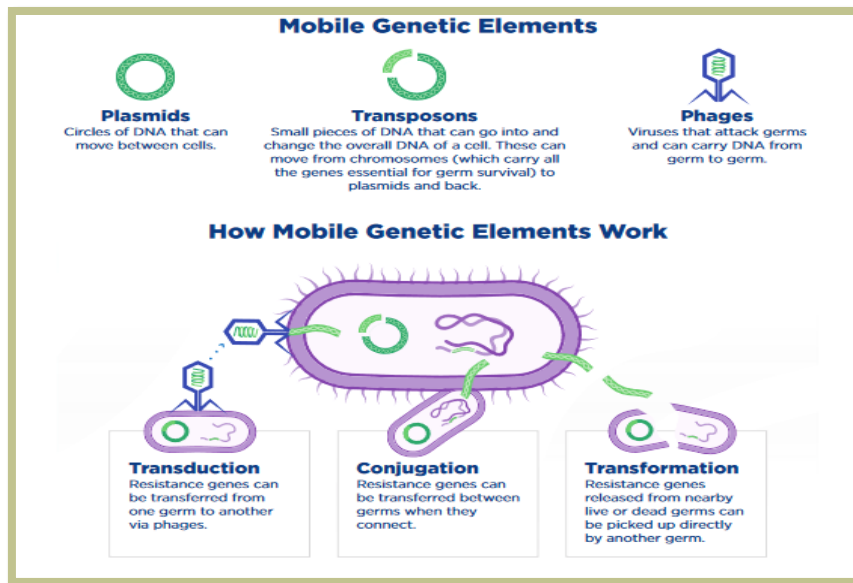 Mobile Genetic Elements
Plasmids
Circles of DNA that can
move between cells.
Transposons
Small pieces of DNA that can go into and
change the overall DNA of a cell. These can
move from chromosomes (which carry all
the genes essential for germ survival) to
plasmids and back.
Phages
Viruses that attack germs
and can carry DNA from
germ to germ.
How Mobile Genetic Elements Work
Transduction
Resistance genes can
be transferred from
one germ to another
via phages.
Conjugation
Resistance genes can
be transferred between
germs when they
connect.
Transformation
Resistance genes
released from nearby
live or dead germs can
be picked up directly
by another germ.